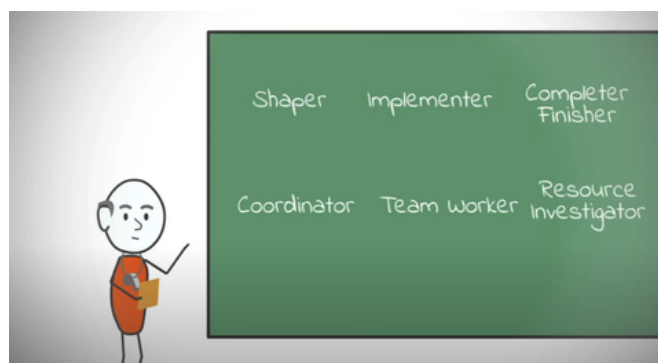 Shaper
Implementer
Completer
Finisher
Coordinator
Team Worker
Resource
Investigator